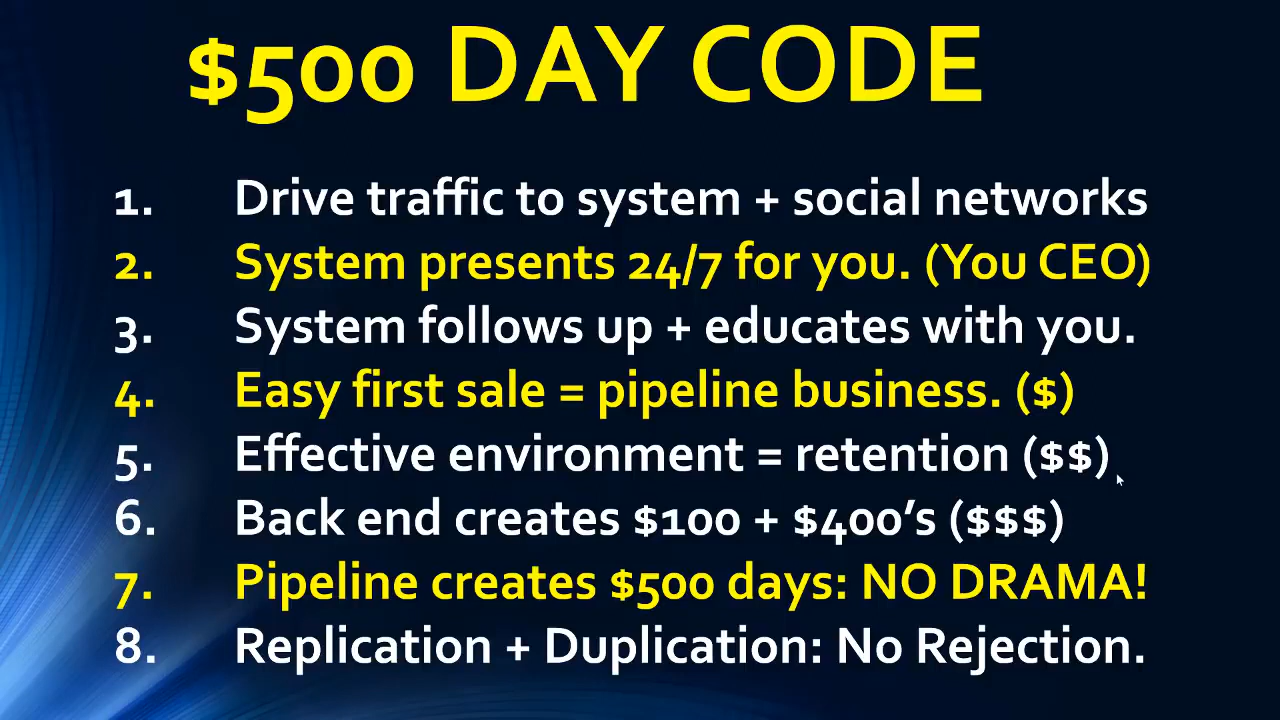 $500 DAY CODE
1. Drive traffic to system + social networks
2. System presents 24/7 for you. (You CEO)
3. System follows up + educates with you.
4. Easy first sale = pipeline business. ($)
5. Effective environment = retention ($$)
6. Back end creates $100 + $400’s ($$$)
7. Pipeline creates $500 days: NO DRAMA!
8. Replication + Duplication: No Rejection.